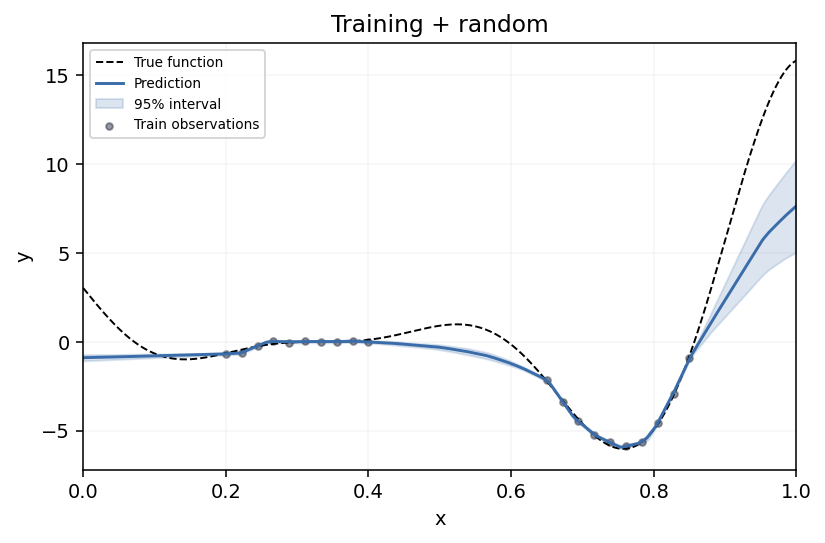 Training + random
True function
Prediction
95% interval
Train observations
15
10
5
0
−5
y
0.0 0.2 0.4 0.6 0.8 1.0
x